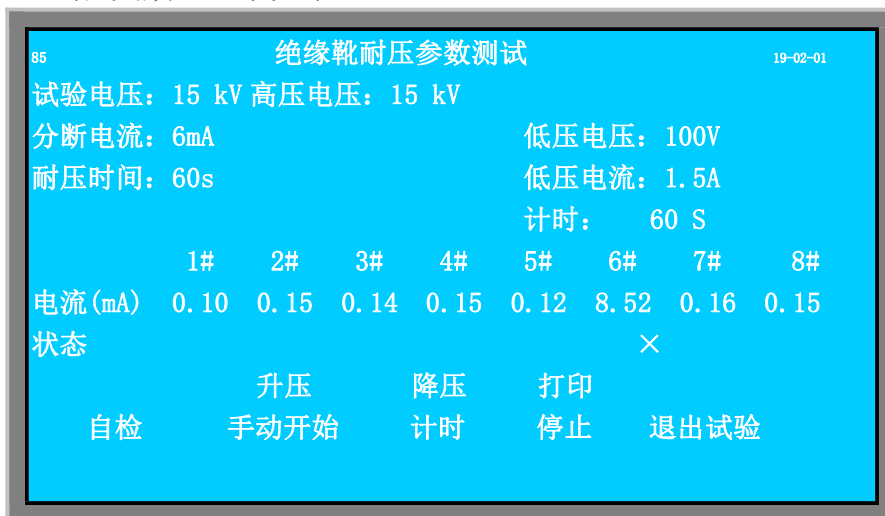 85 绝缘靴耐压参数测试 19-02-01
试验电压：15 kV 高压电压：15 kV
分断电流：6mA 低压电压：100V
耐压时间：60s 低压电流：1.5A
计时： 60 S
1# 2# 3# 4# 5# 6# 7# 8#
电流(mA) 0.10 0.15 0.14 0.15 0.12 8.52 0.16 0.15
状态 ×
升压 降压 打印
自检 手动开始 计时 停止 退出试验